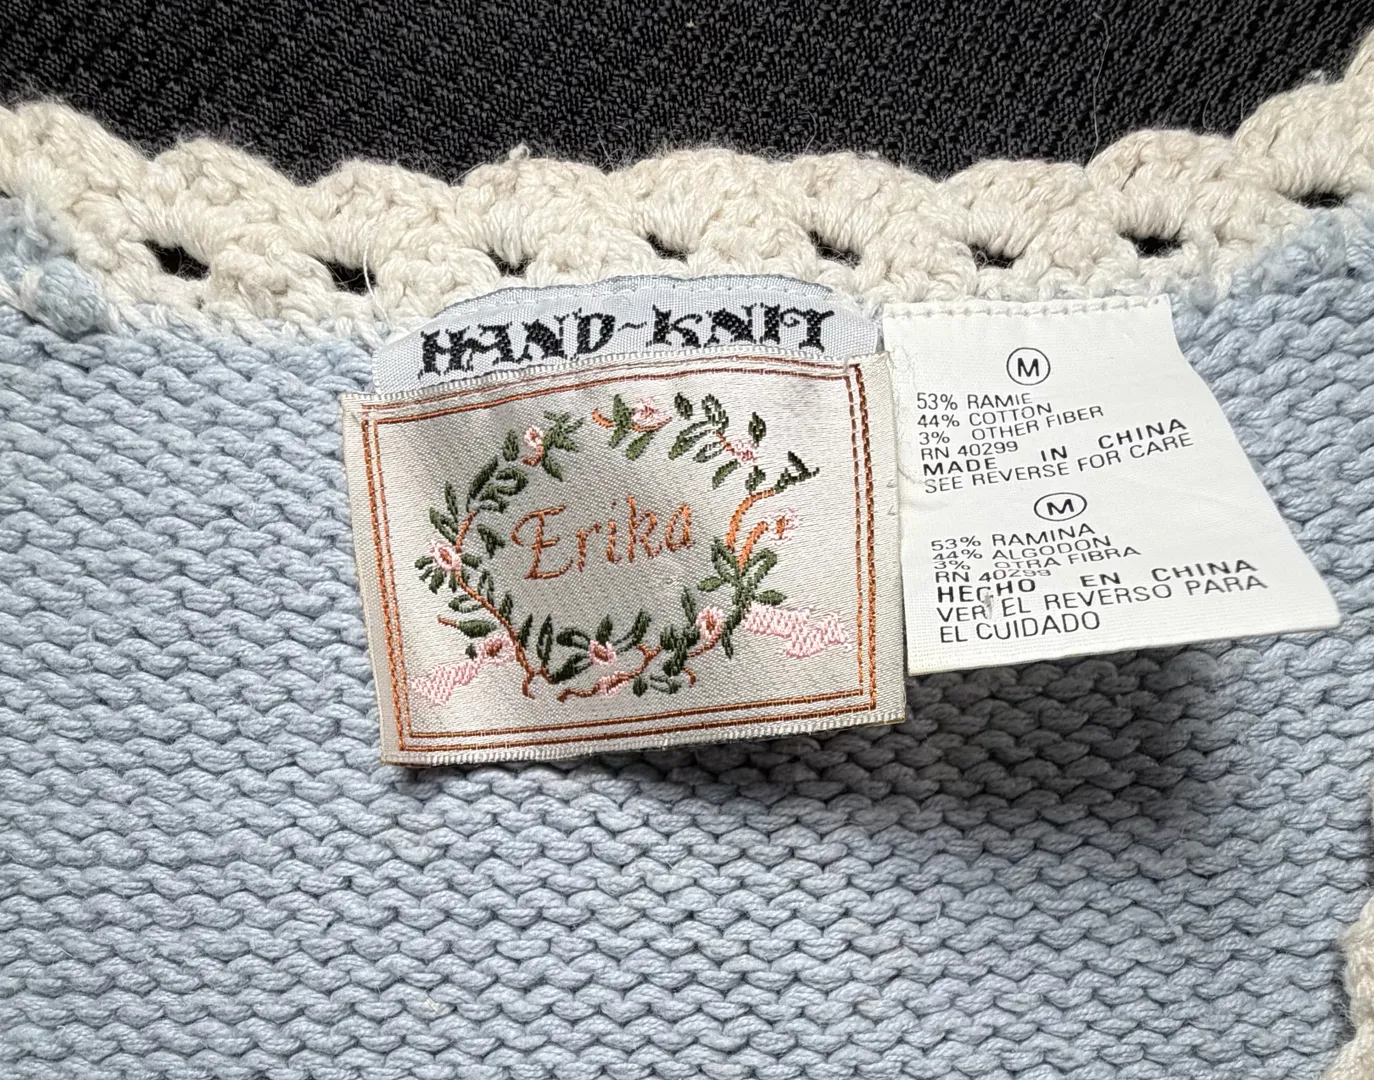 HAND~KNIT
Erika
M
53% RAMIE
44% COTTON
3% OTHER FIBER
RN 40299
MADE IN CHINA
SEE REVERSE FOR CARE
M
53% RAMINA
44% ALGODON
3% OTRA FIBRA
RN 40299
HECHO EN CHINA
VER EL REVERSO PARA
EL CUIDADO